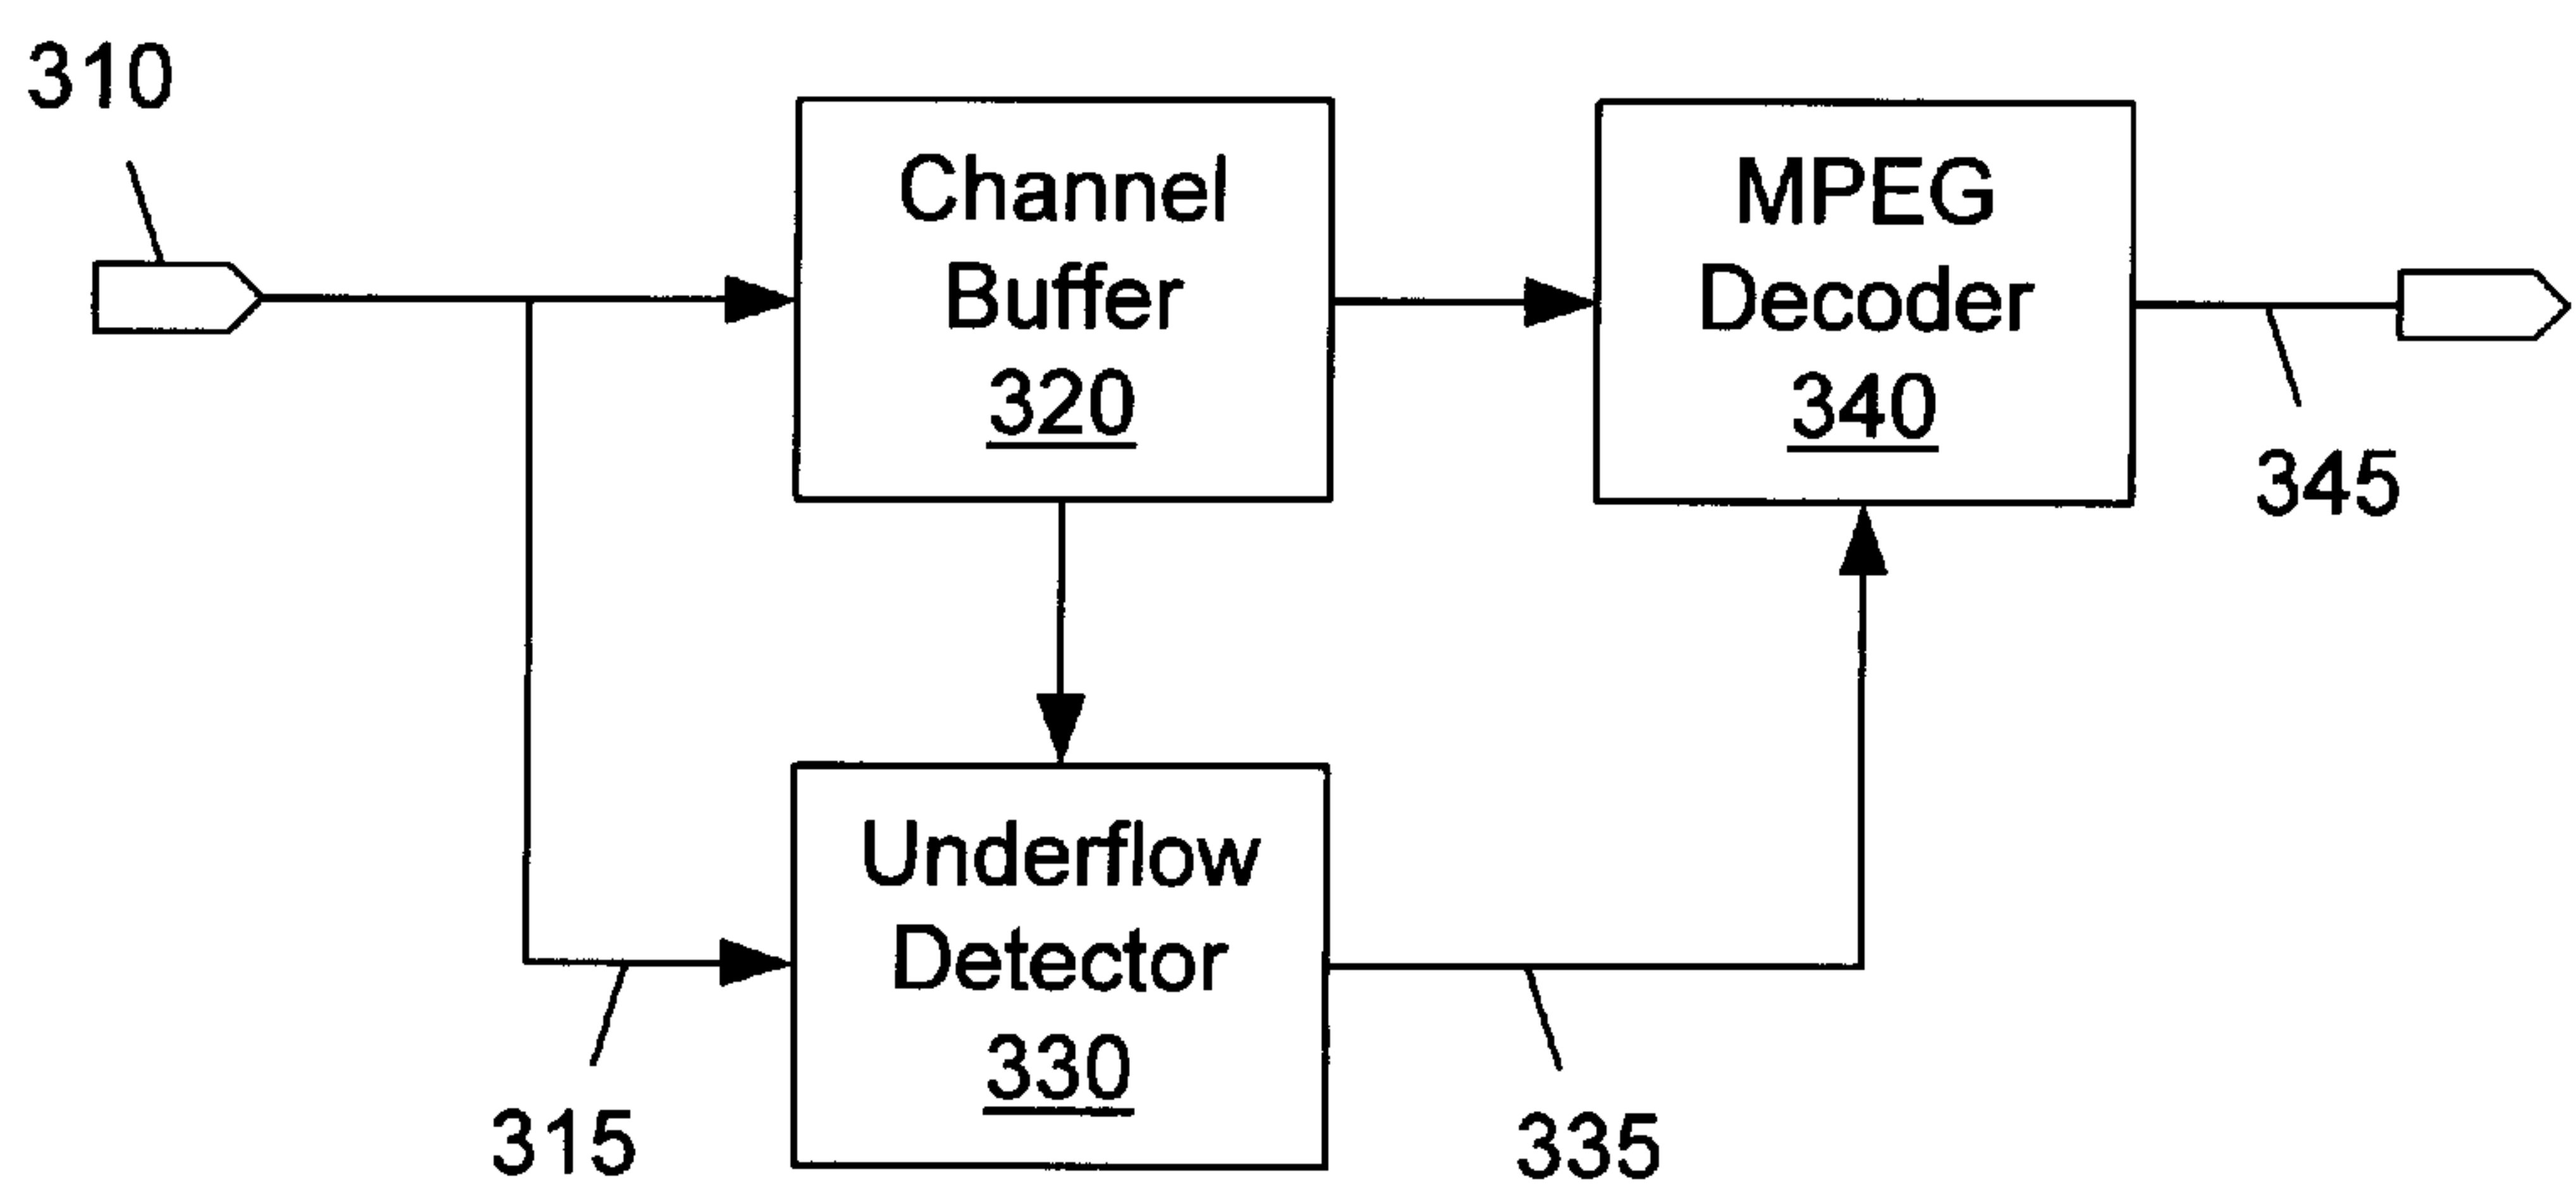 310
Channel
Buffer
320
MPEG
Decoder
340
345
Underflow
Detector
330
315
335